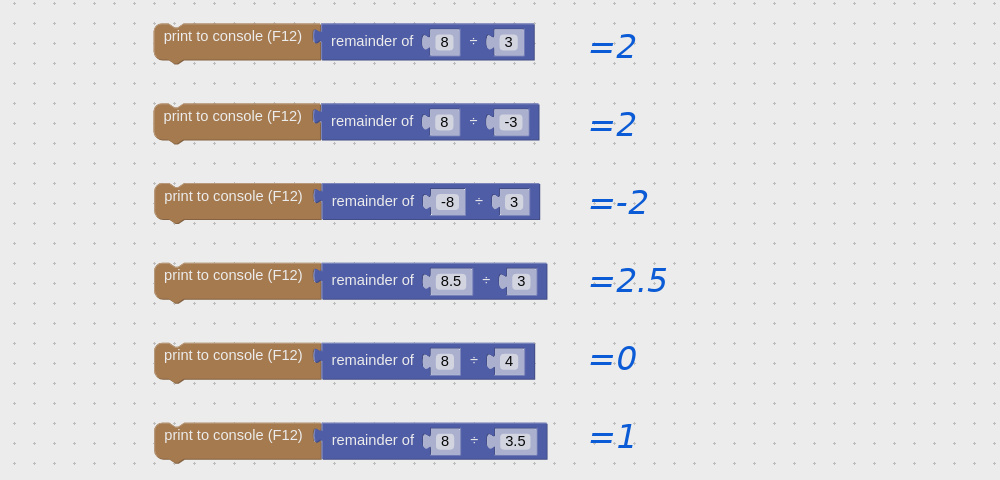 print to console (F12) remainder of 8 ÷ 3 =2
print to console (F12) remainder of 8 ÷ -3 =2
print to console (F12) remainder of -8 ÷ 3 =-2
print to console (F12) remainder of 8.5 ÷ 3 =2.5
print to console (F12) remainder of 8 ÷ 4 =0
print to console (F12) remainder of 8 ÷ 3.5 =1